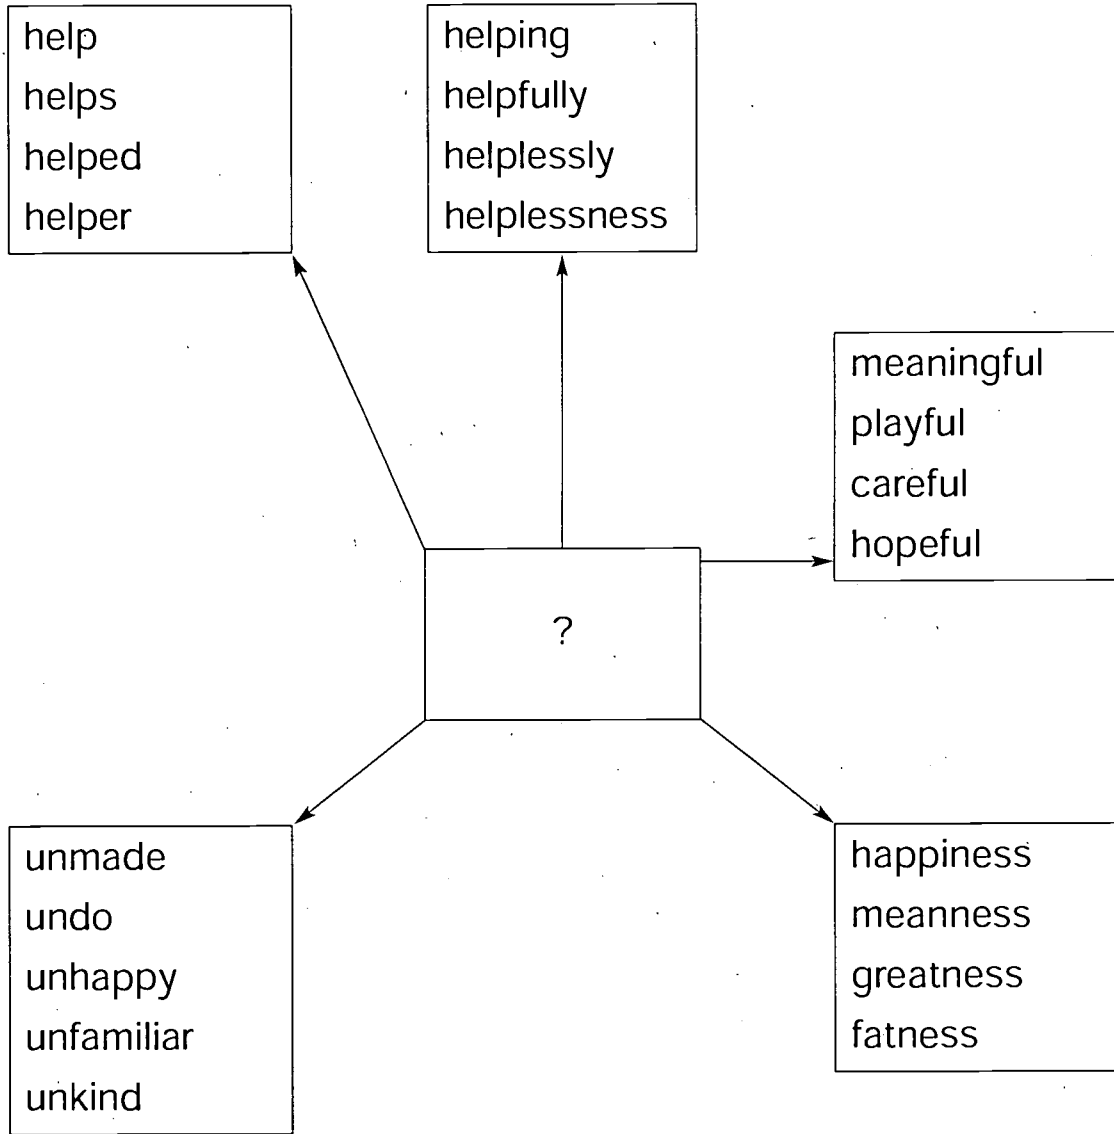 help
helps
helped
helper
helping
helpfully
helplessly
helplessness
meaningful
playful
careful
hopeful
?
unmade
undo
unhappy
unfamiliar
unkind
happiness
meanness
greatness
fatness